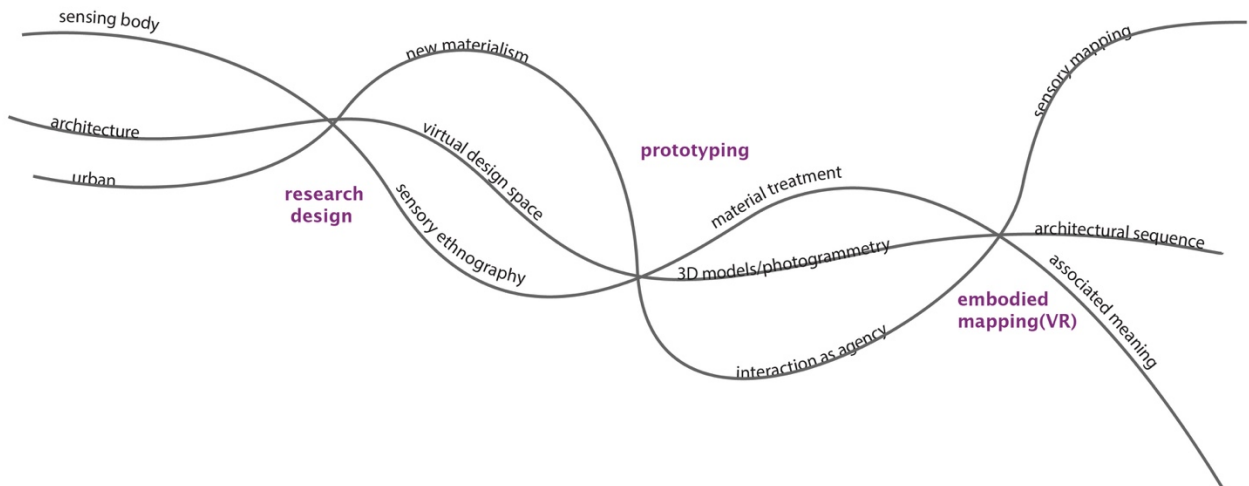 sensing body
architecture
urban
research
design
new materialism
virtual design space
sensory ethnography
prototyping
material treatment
3D models/photogrammetry
interaction as agency
embodied
mapping(VR)
sensory mapping
architectural sequence
associated meaning